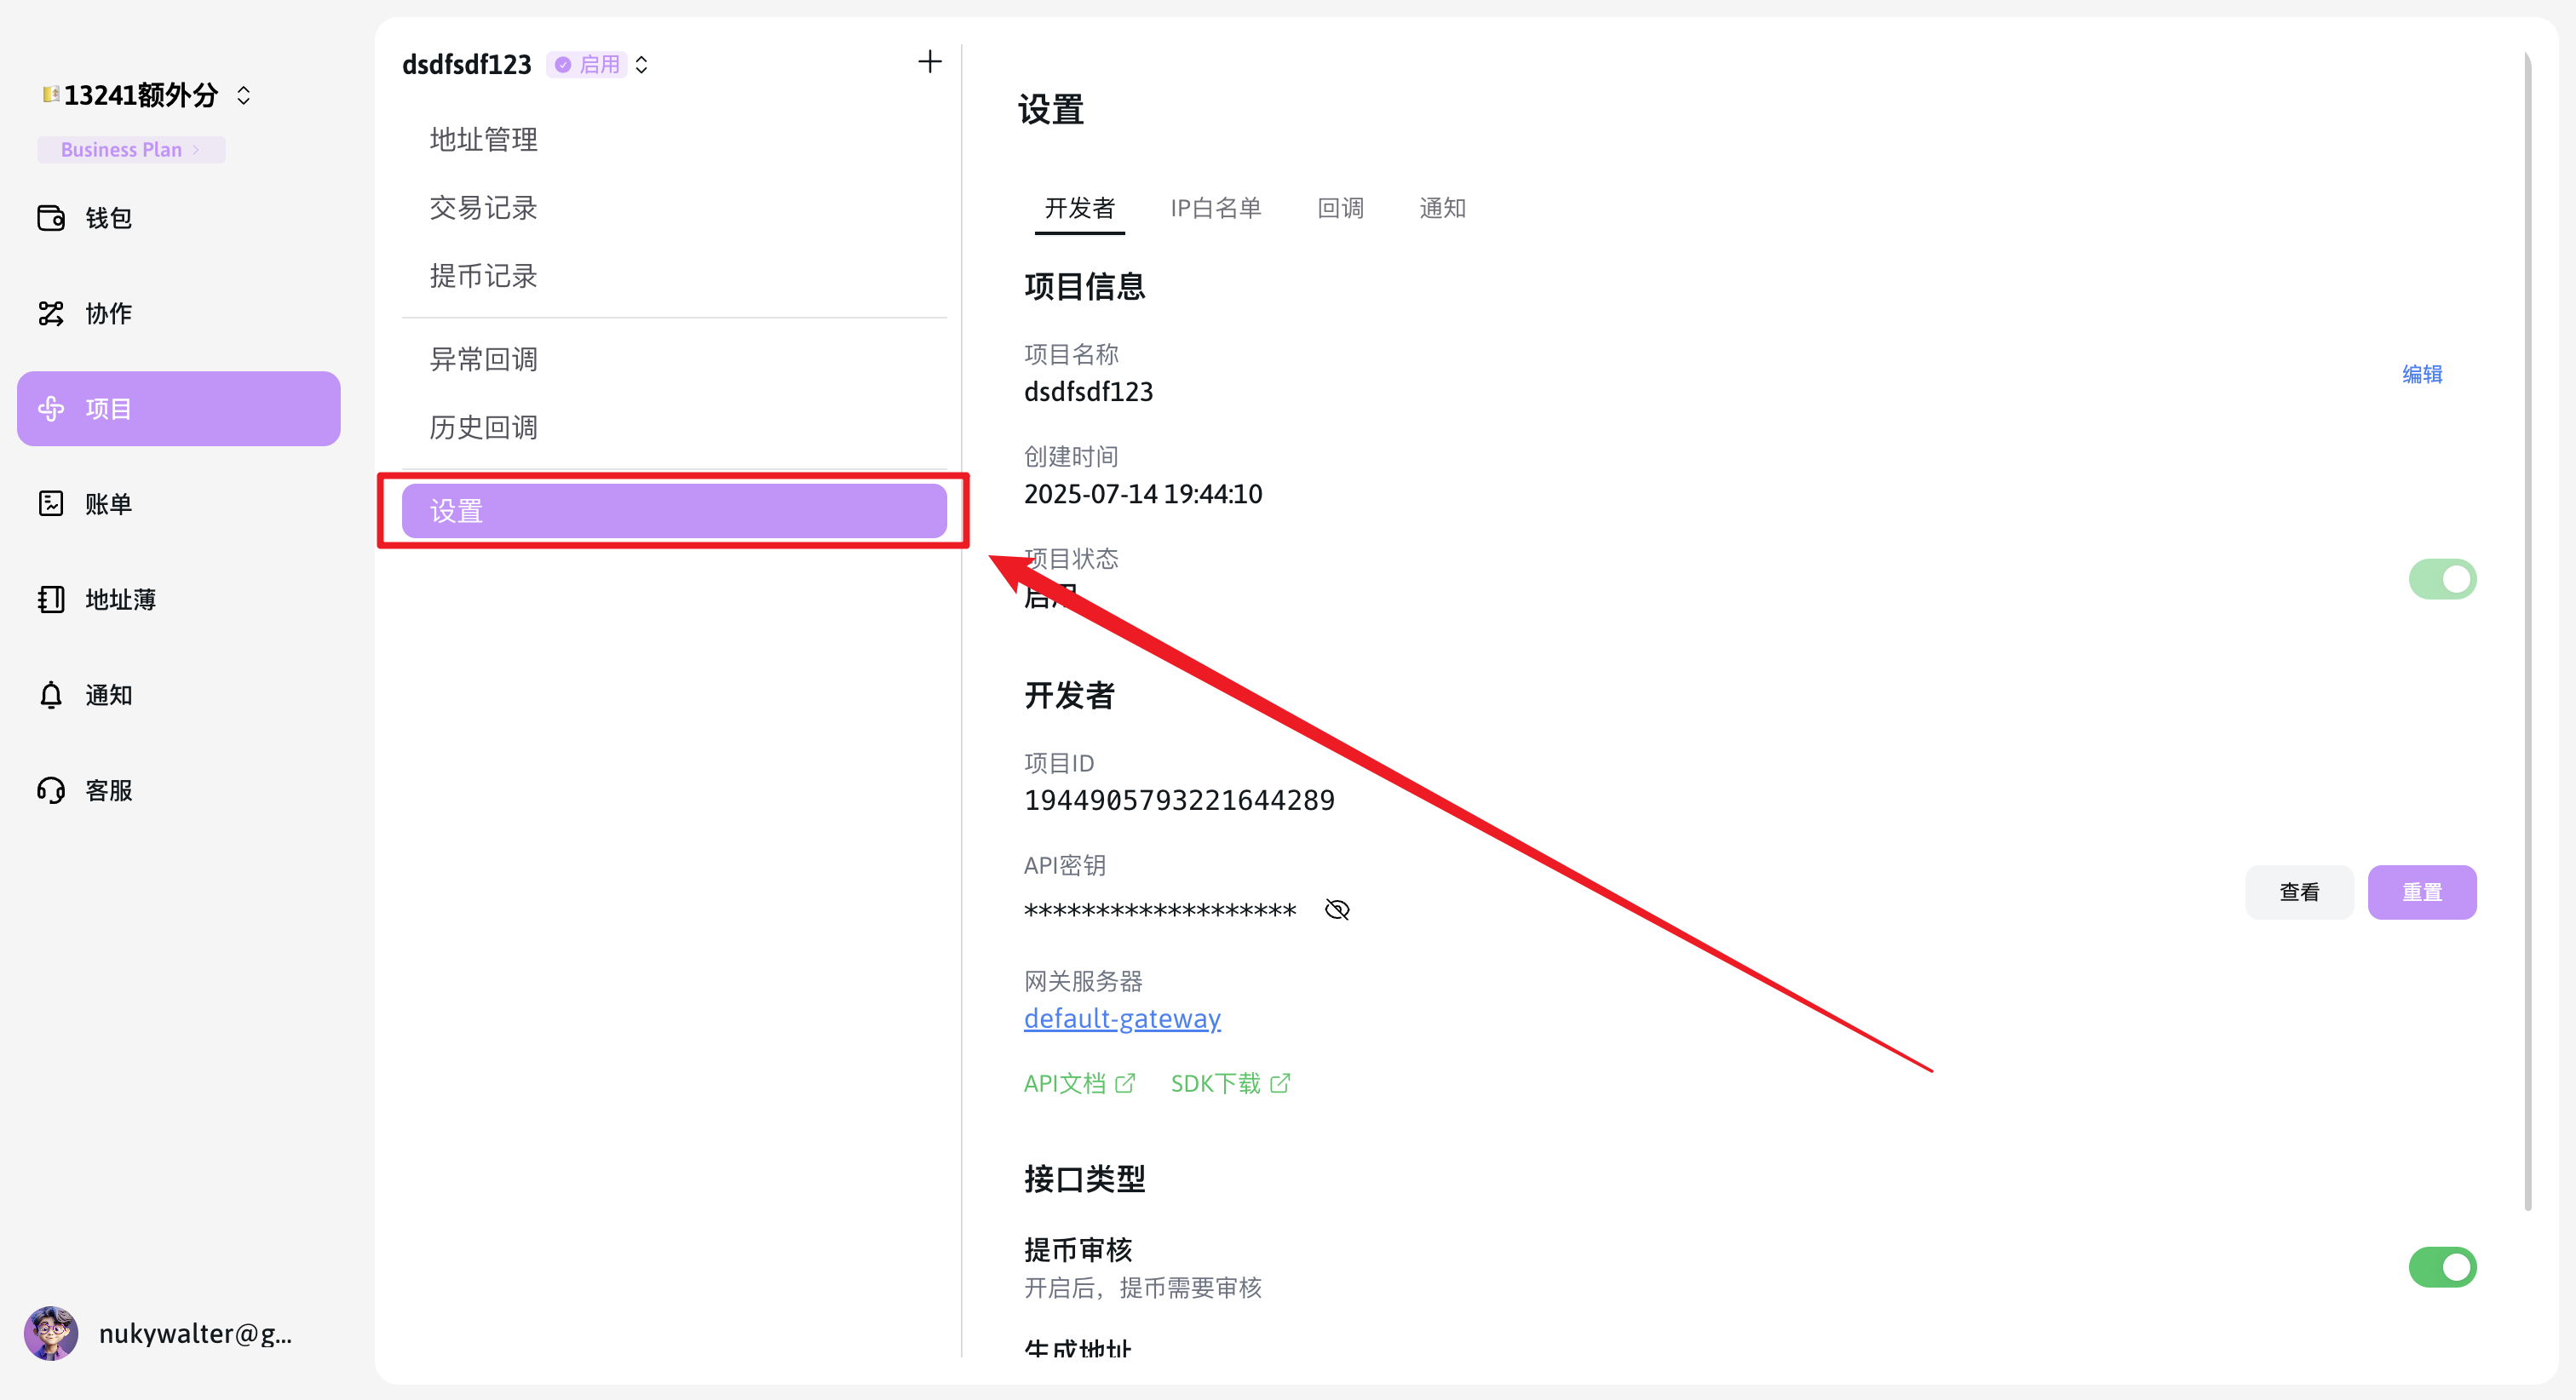 13241额外分
Business Plan
钱包
协作
项目
账单
地址薄
通知
客服
nukywalter@g...
dsdfsdf123 启用
地址管理
交易记录
提币记录
异常回调
历史回调
设置
设置
开发者 IP白名单 回调 通知
项目信息
项目名称
dsdfsdf123
编辑
创建时间
2025-07-14 19:44:10
项目状态
启用
开发者
项目ID
1944905793221644289
API密钥
*******************
查看 重置
网关服务器
default-gateway
API文档 SDK下载
接口类型
提币审核
开启后，提币需要审核
生成地址